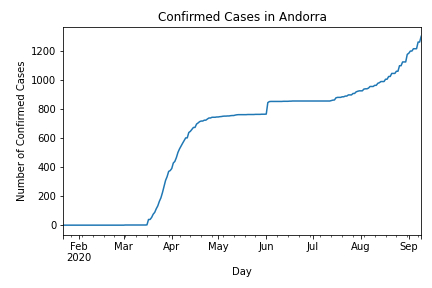 Confirmed Cases in Andorra
Number of Confirmed Cases
1200
1000
800
600
400
200
0
Feb Mar Apr May Jun Jul Aug Sep
2020
Day